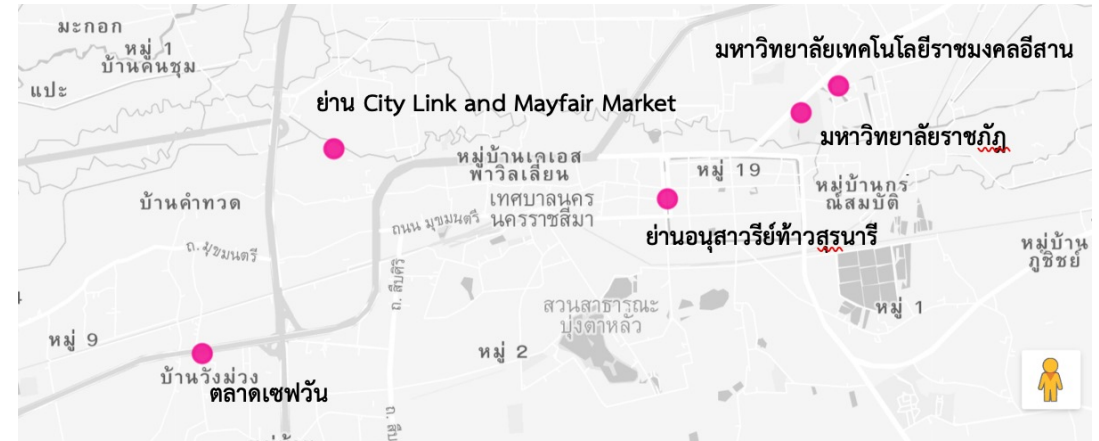 มะกอก
หมู่ 1
บ้านคนชุม
แปะ
มหาวิทยาลัยเทคโนโลยีราชมงคลอีสาน
ย่าน City Link and Mayfair Market
มหาวิทยาลัยราชภัฏ
หมู่บ้านเคเอส
พาวิลเลี่ยน
หมู่ 19
หมู่บ้านกร
ณ์สมบัติ
บ้านคำทวด
เทศบาลนคร
นครราชสีมา
ถนน มุขมนตรี
ย่านอนุสาวรีย์ท้าวสุรนารี
ถ. มุขมนตรี
หมู่บ้าน
ภูชิชย์
ถ. สืบศิริ
สวนสาธารณะ
บุ่งตาหลัว
หมู่ 1
หมู่ 9
หมู่ 2
บ้านวังม่วง
ตลาดเซฟวัน